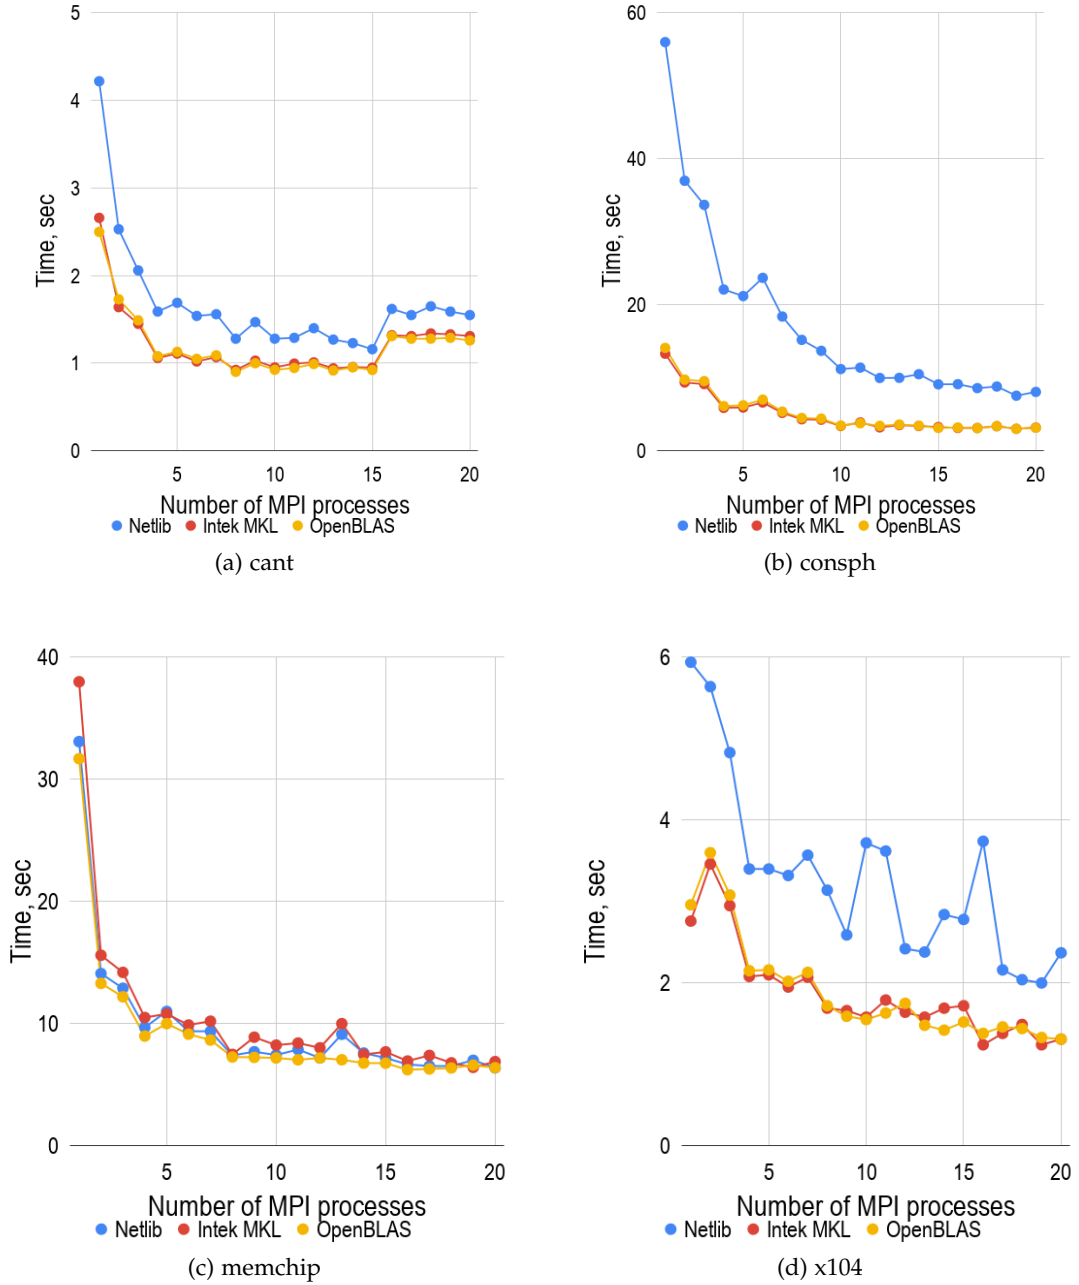 5
4
3
2
1
0
Time, sec
5 10 15 20
Number of MPI processes
Netlib Intek MKL OpenBLAS
(a) cant
60
40
20
0
Time, sec
5 10 15 20
Number of MPI processes
Netlib Intek MKL OpenBLAS
(b) consph
40
30
20
10
0
Time, sec
5 10 15 20
Number of MPI processes
Netlib Intek MKL OpenBLAS
(c) memchip
6
4
2
0
Time, sec
5 10 15 20
Number of MPI processes
Netlib Intek MKL OpenBLAS
(d) x104